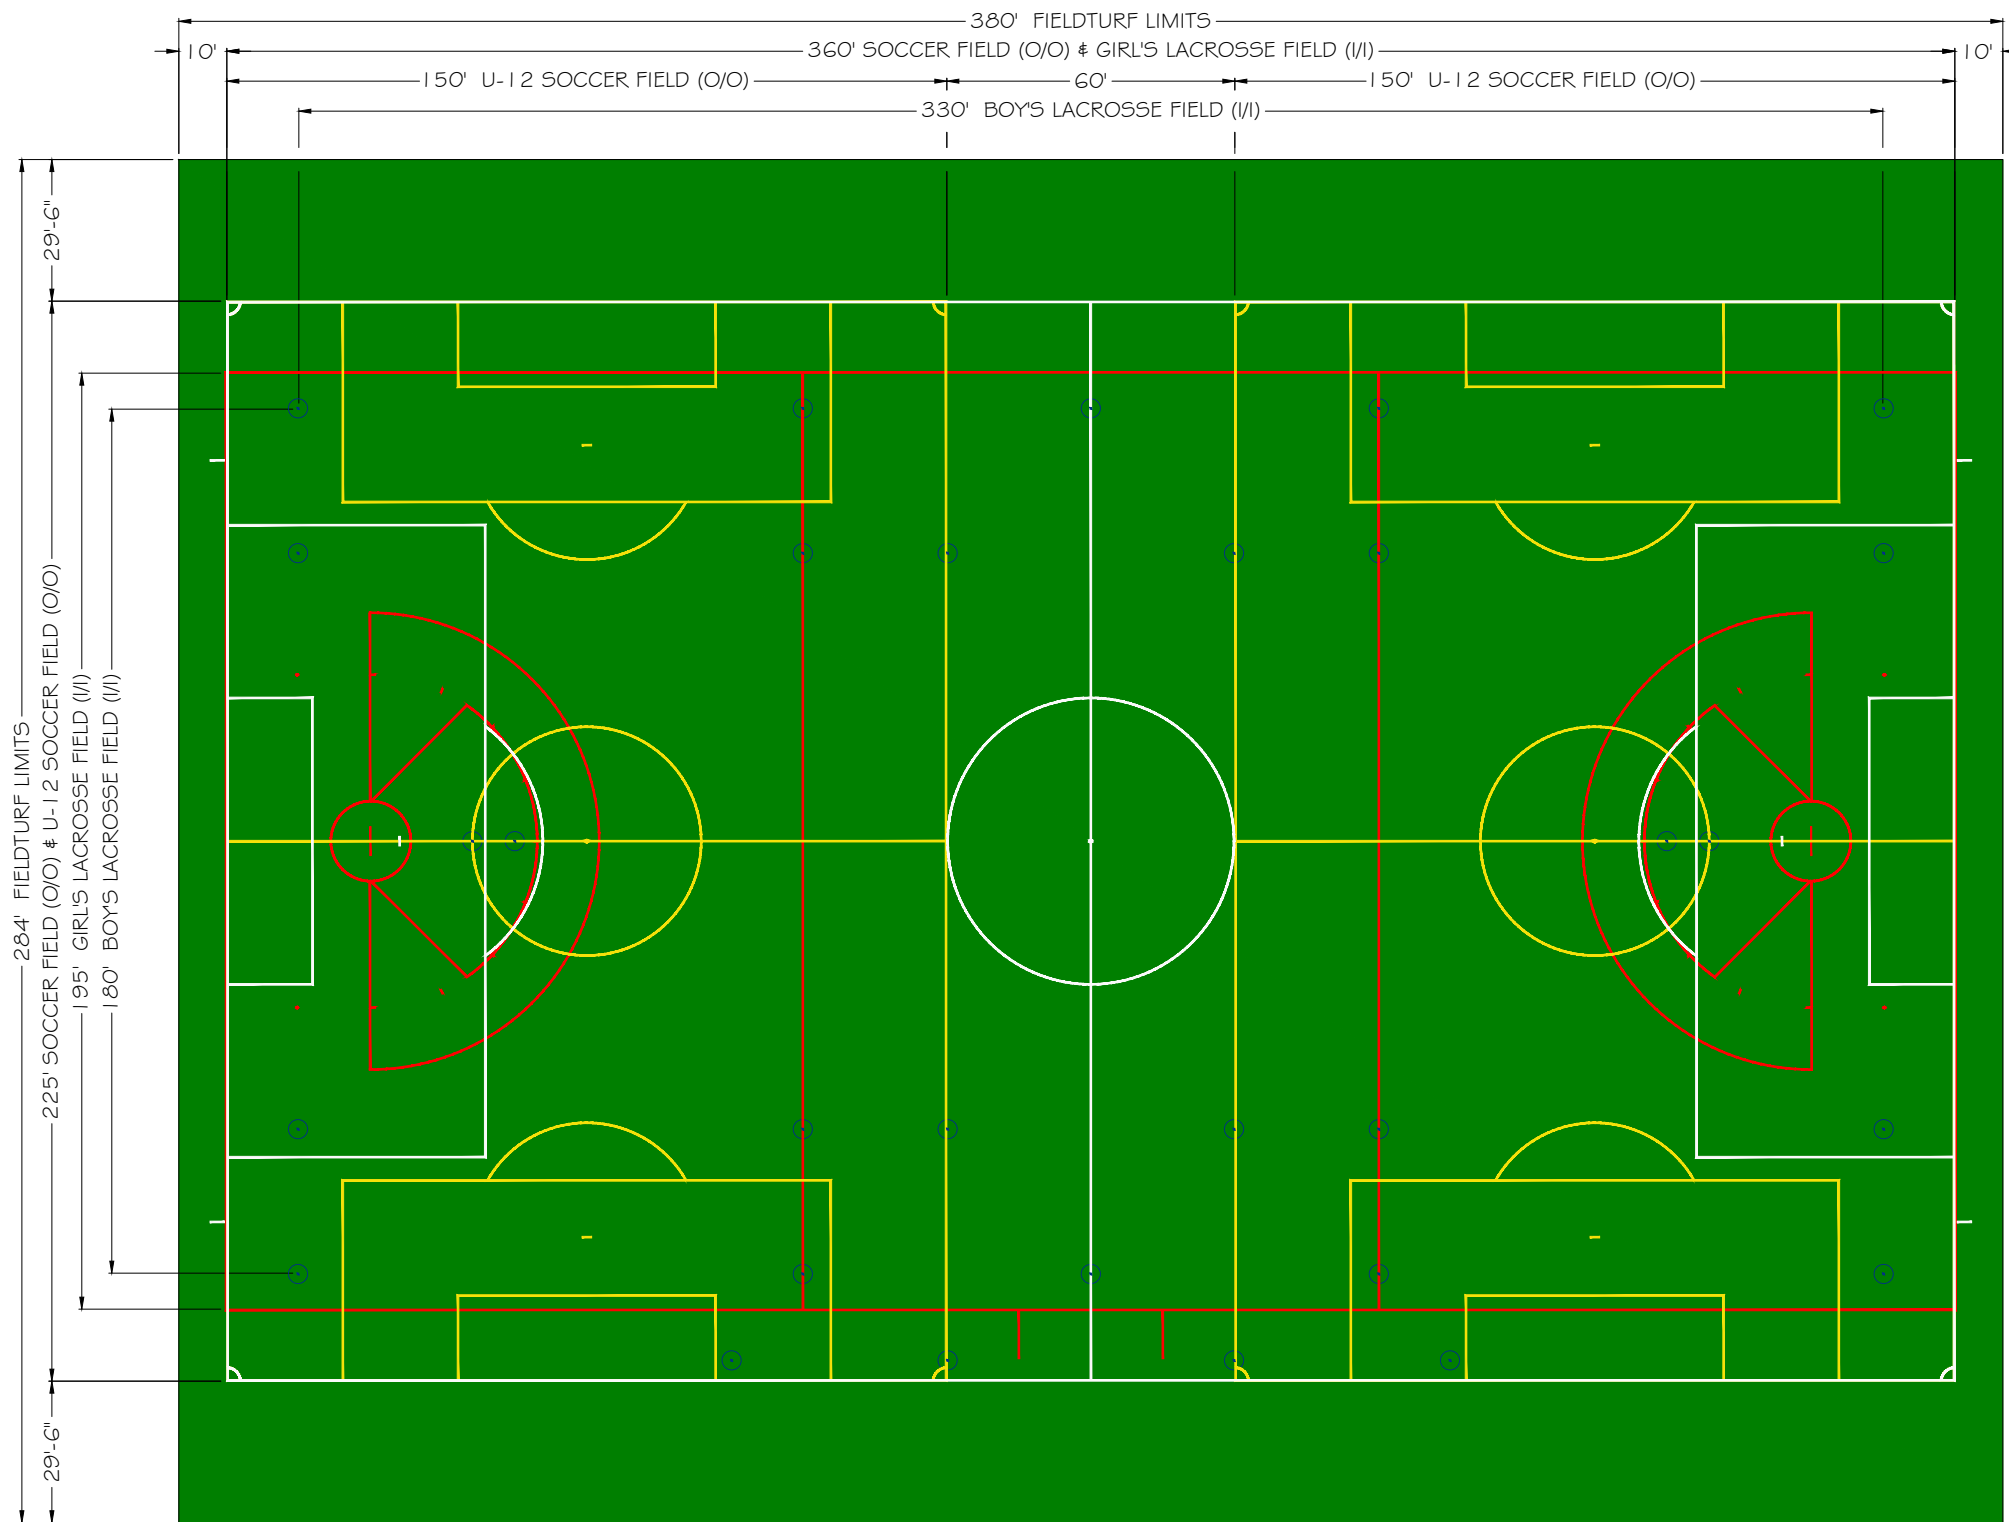 380' FIELDTURF LIMITS
10'
360' SOCCER FIELD (O/O) & GIRL'S LACROSSE FIELD (I/I)
10'
150' U-12 SOCCER FIELD (O/O)
60'
150' U-12 SOCCER FIELD (O/O)
330' BOY'S LACROSSE FIELD (I/I)
29'-6"
284' FIELDTURF LIMITS
225' SOCCER FIELD (O/O) & U-12 SOCCER FIELD (O/O)
195' GIRL'S LACROSSE FIELD (I/I)
180' BOY'S LACROSSE FIELD (I/I)
29'-6"